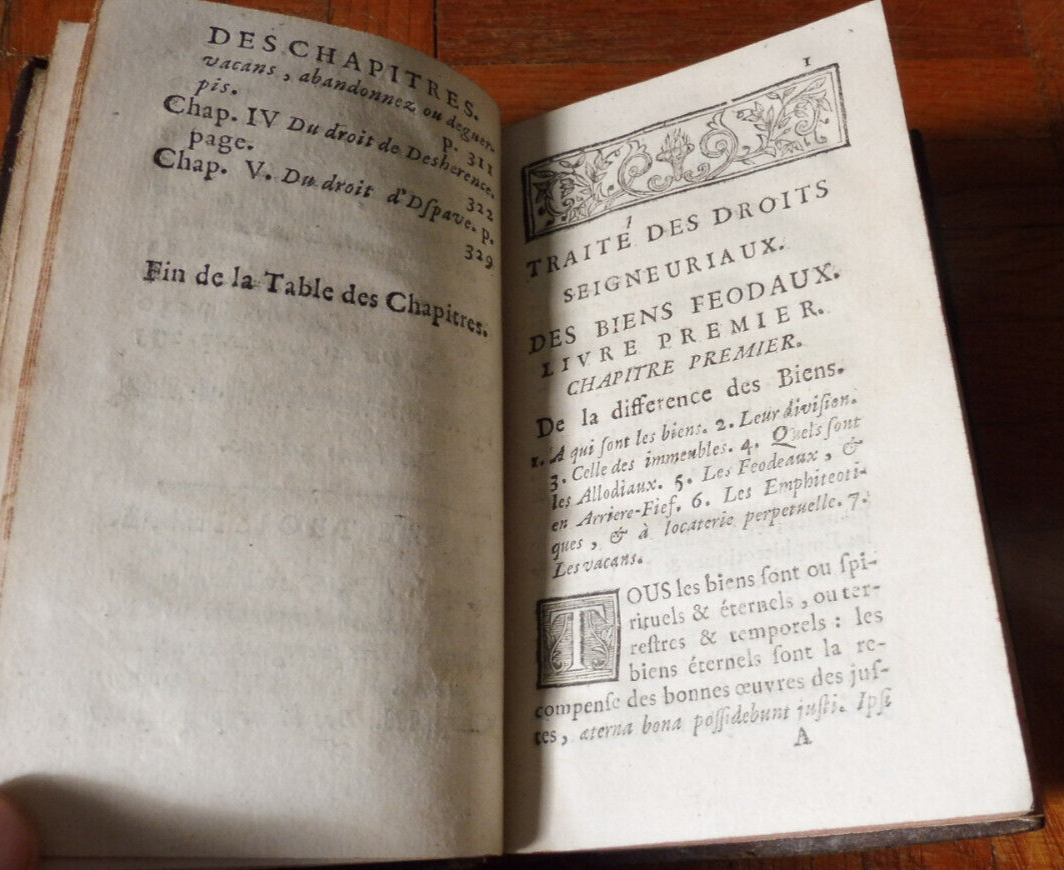 DES CHAPITRES.
vacans, abandonnez ou deguer-
pis. p. 311
Chap. IV Du droit de Desherence.
page. 322
Chap. V. Du droit d'Dſpave. p.
329
Fin de la Table des Chapitres.
1
TRAITÉ DES DROITS
SEIGNEURIAUX.
DES BIENS FEODAUX.
LIVRE PREMIER.
CHAPITRE PREMIER.
De la difference des Biens.
1. A qui ſont les biens. 2. Leur diviſion.
3. Celle des immeubles. 4. Quels ſont
les Allodiaux. 5. Les Feodeaux, &
en Arriere-Fief. 6. Les Emphiteoti-
ques, & à locaterie perpetuelle. 7.
Les vacans.
TOUS les biens ſont ou ſpi-
rituels & éternels, ou ter-
reſtres & temporels : les
biens éternels ſont la re-
compenſe des bonnes œuvres des juſ-
tes, æterna bona poſſidebunt juſti. Ipſi
A